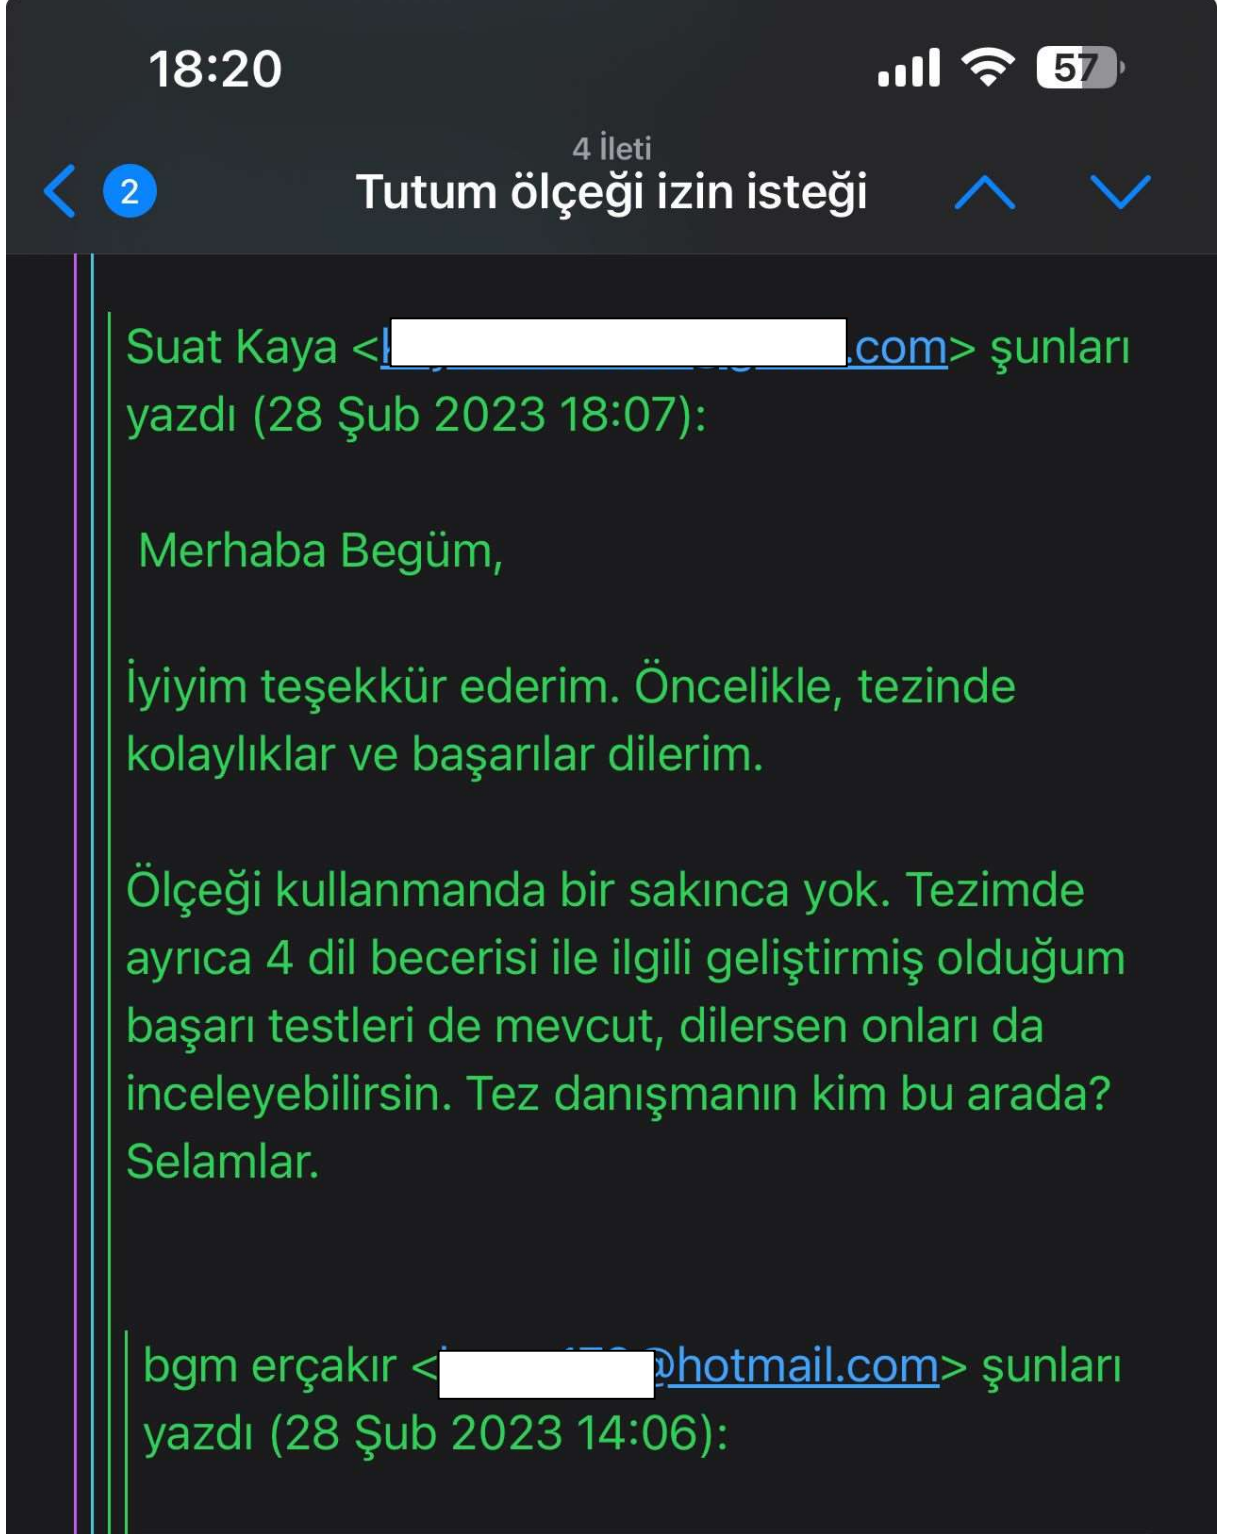 18:20
57
4 İleti
2
Tutum ölçeği izin isteği
Suat Kaya < .com> şunları
yazdı (28 Şub 2023 18:07):
Merhaba Begüm,
İyiyim teşekkür ederim. Öncelikle, tezinde
kolaylıklar ve başarılar dilerim.
Ölçeği kullanmanda bir sakınca yok. Tezimde
ayrıca 4 dil becerisi ile ilgili geliştirmiş olduğum
başarı testleri de mevcut, dilersen onları da
inceleyebilirsin. Tez danışmanın kim bu arada?
Selamlar.
bgm erçakır < @hotmail.com> şunları
yazdı (28 Şub 2023 14:06):